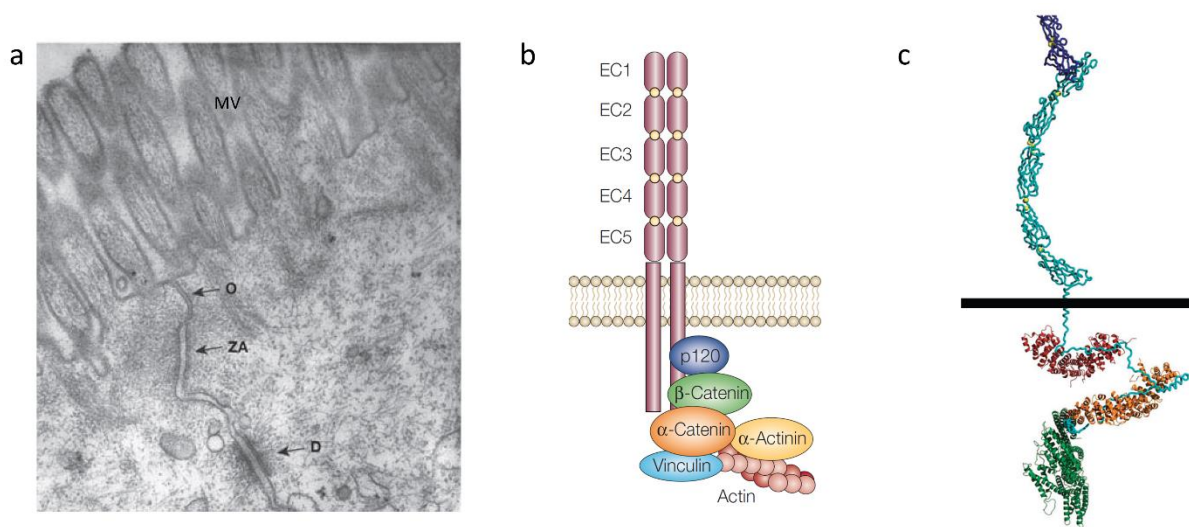 a
MV
O
ZA
D
b
EC1
EC2
EC3
EC4
EC5
p120
β-Catenin
α-Catenin
α-Actinin
Vinculin
Actin
c